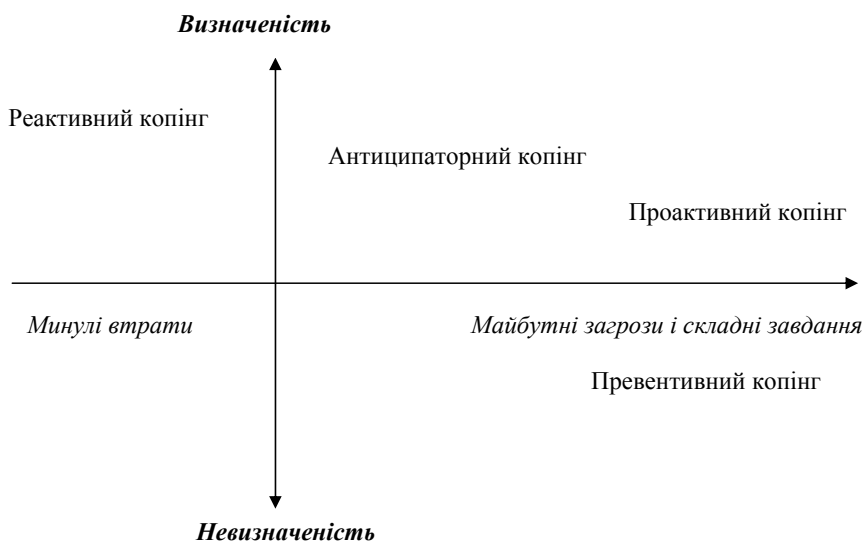 Визначеність
Реактивний копінг
Антиципаторний копінг
Проактивний копінг
Минулі втрати
Майбутні загрози і складні завдання
Превентивний копінг
Невизначеність